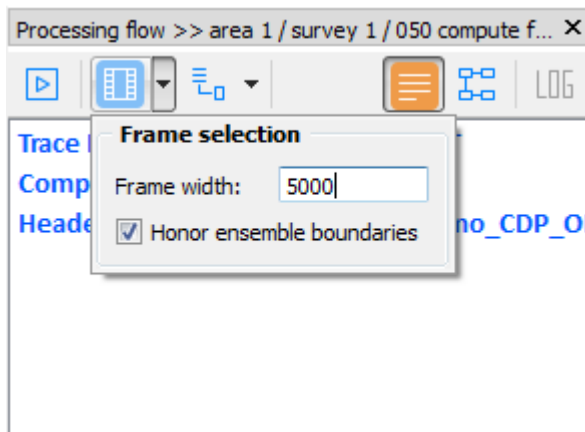 Processing flow >> area 1 / survey 1 / 050 compute f... ×
LOG
Frame selection
Trace
Frame width: 5000
Comp
Honor ensemble boundaries
Heade no_CDP_O